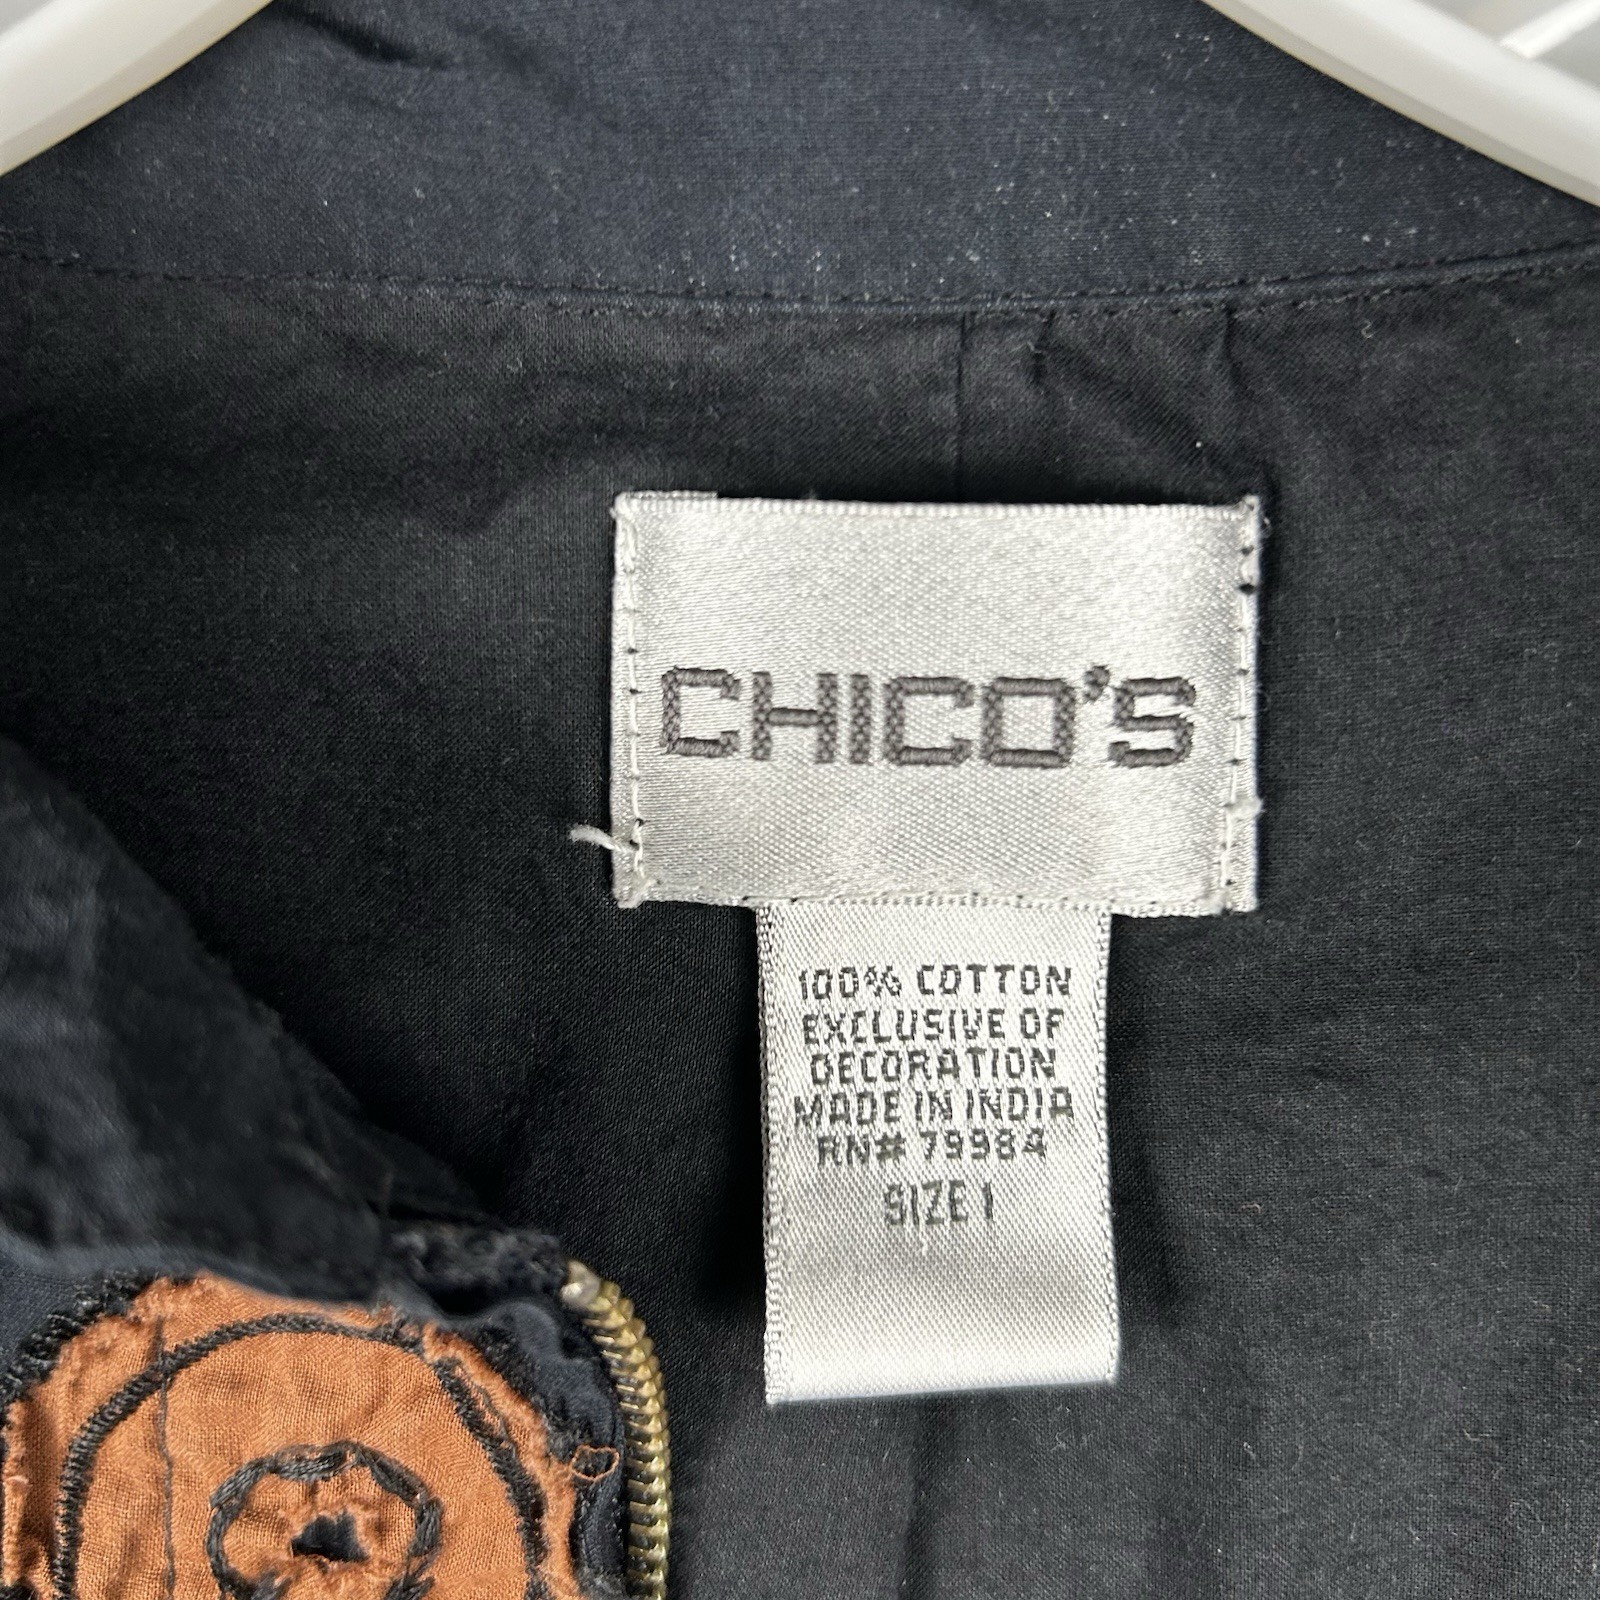 CHICO'S
100% COTTON
EXCLUSIVE OF
DECORATION
MADE IN INDIA
RN# 79984
SIZE 1